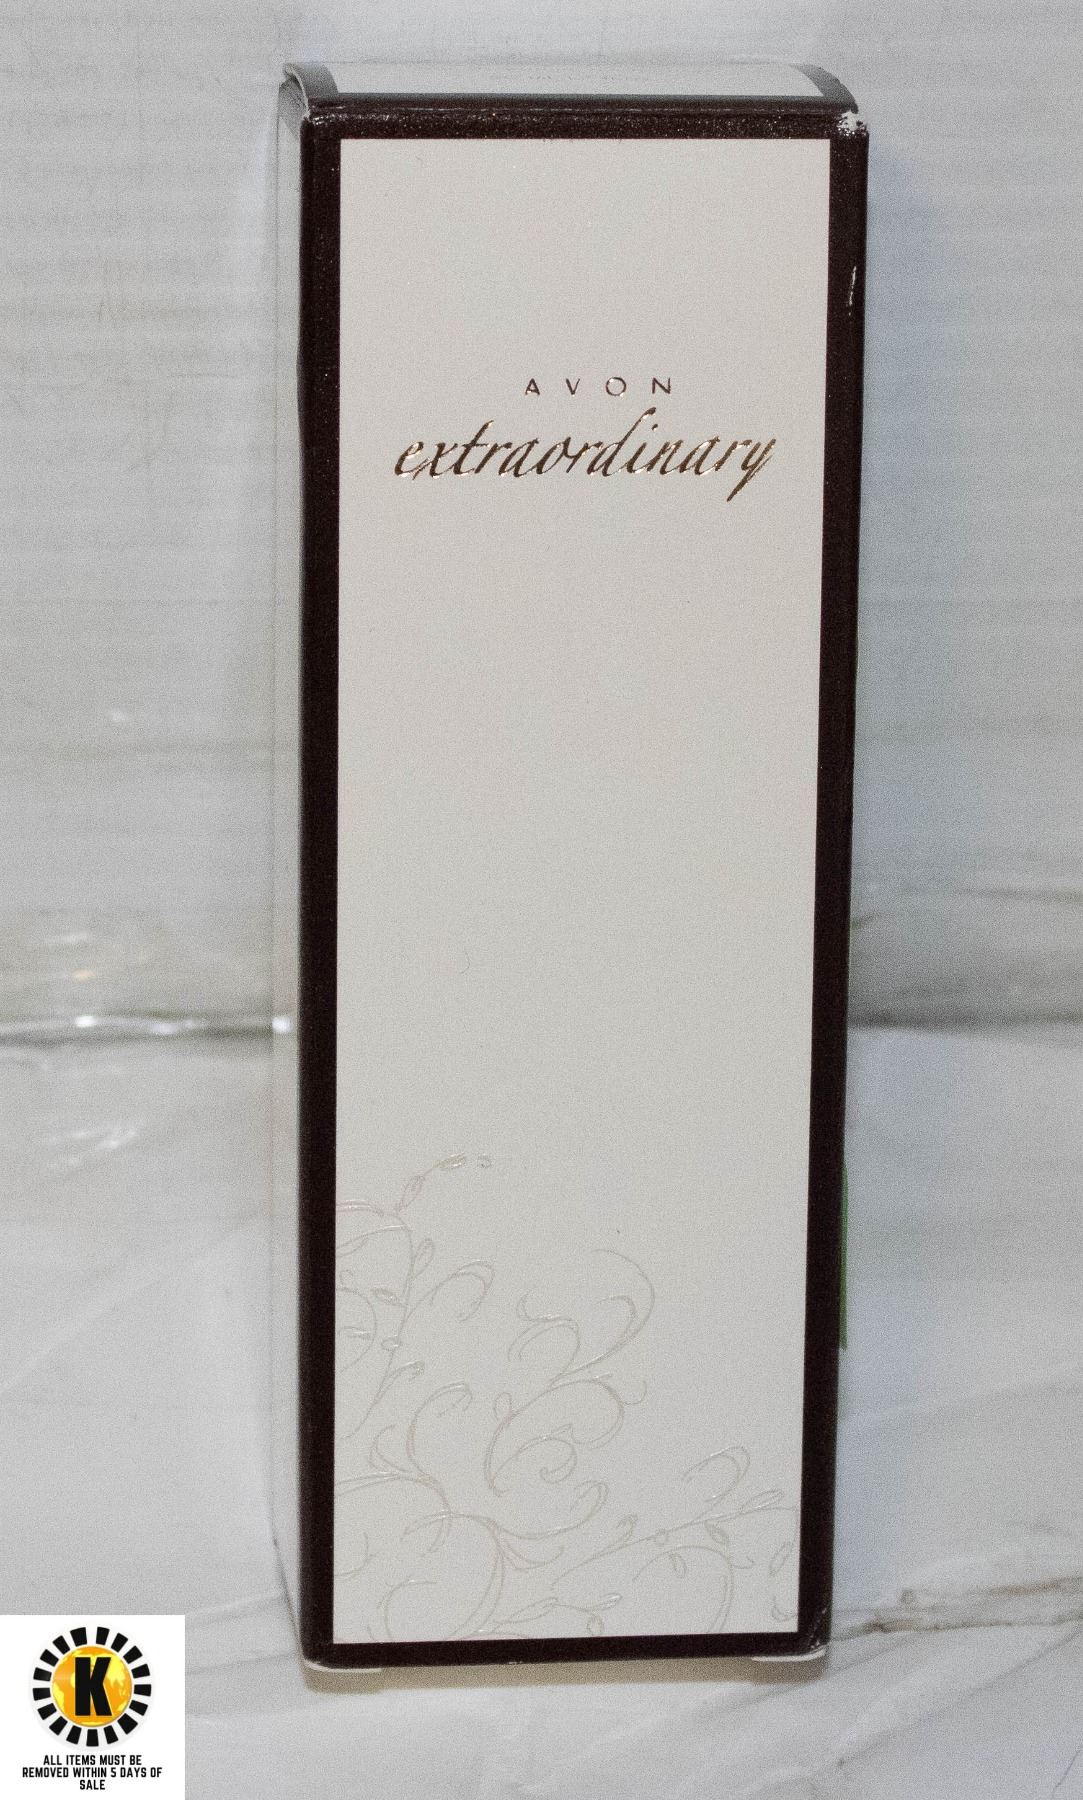 AVON
extraordinary
K
ALL ITEMS MUST BE
REMOVED WITHIN 5 DAYS OF
SALE